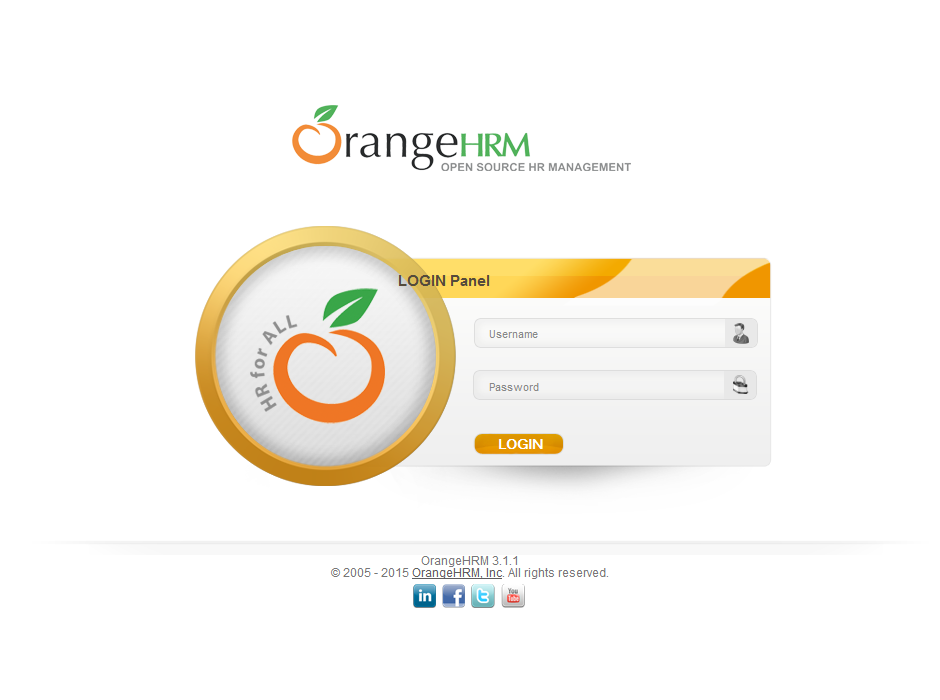 OrangeHRM
OPEN SOURCE HR MANAGEMENT
LOGIN Panel
HR for ALL
Username
Password
LOGIN
OrangeHRM 3.1.1
© 2005 - 2015 OrangeHRM, Inc. All rights reserved.
in f t You Tube